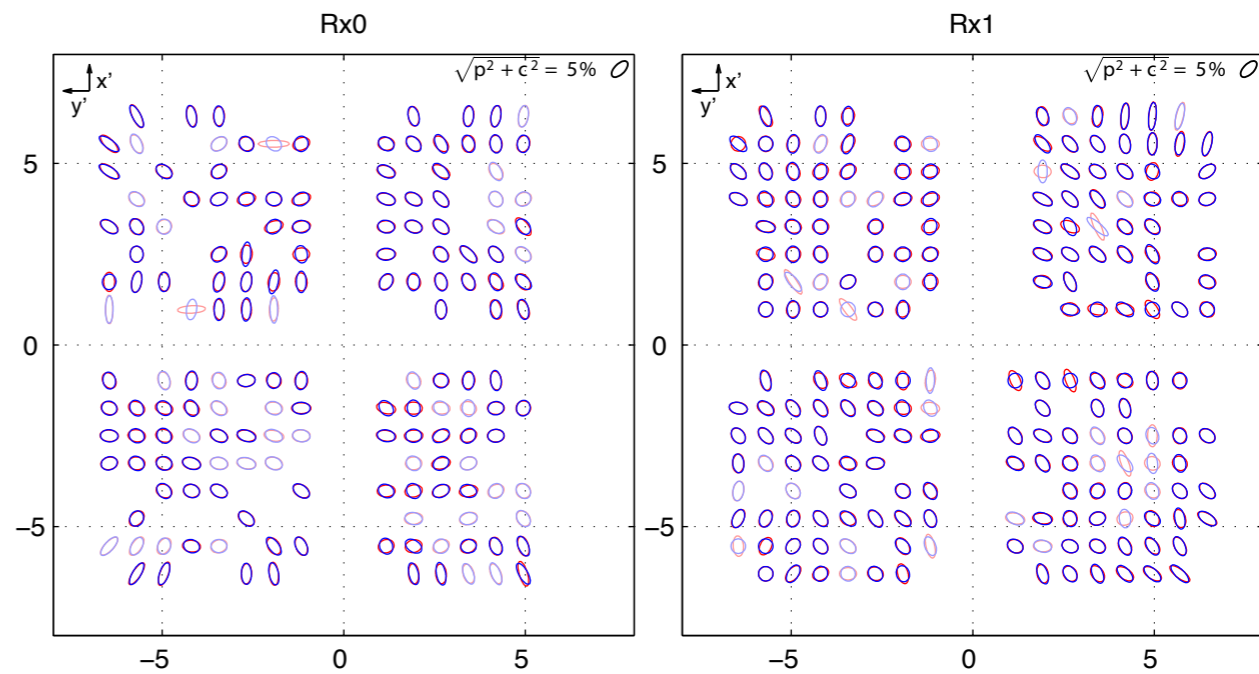 Rx0
Rx1
√p² + c² = 5%
√p² + c² = 5%
x'
y'
x'
y'
5
0
−5
5
0
−5
−5
0
5
−5
0
5